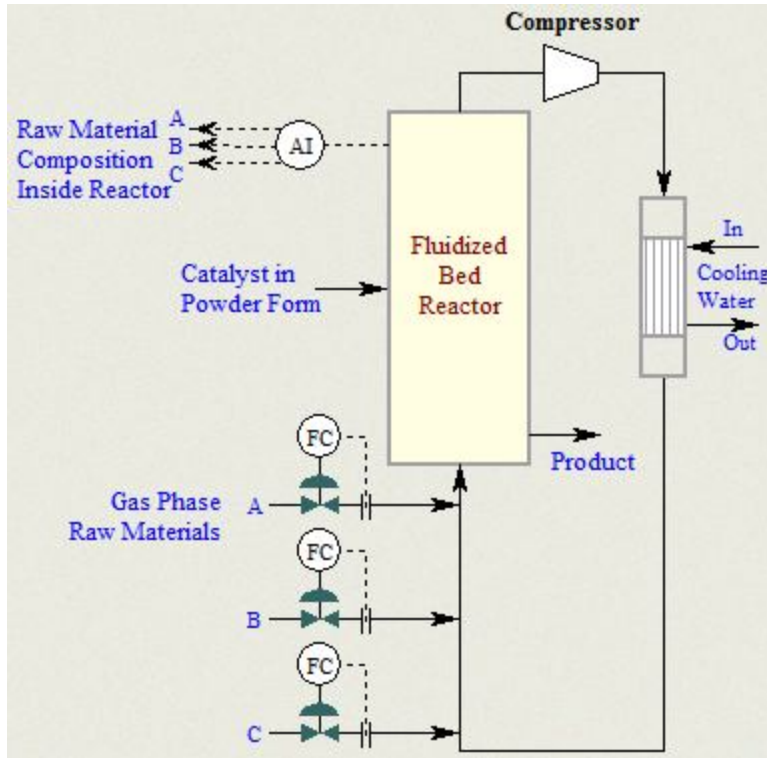 Compressor
Raw Material
Composition
Inside Reactor
A
B
C
AI
Fluidized
Bed
Reactor
In
Cooling
Water
Out
Catalyst in
Powder Form
Product
FC
Gas Phase
Raw Materials
A
FC
B
FC
C